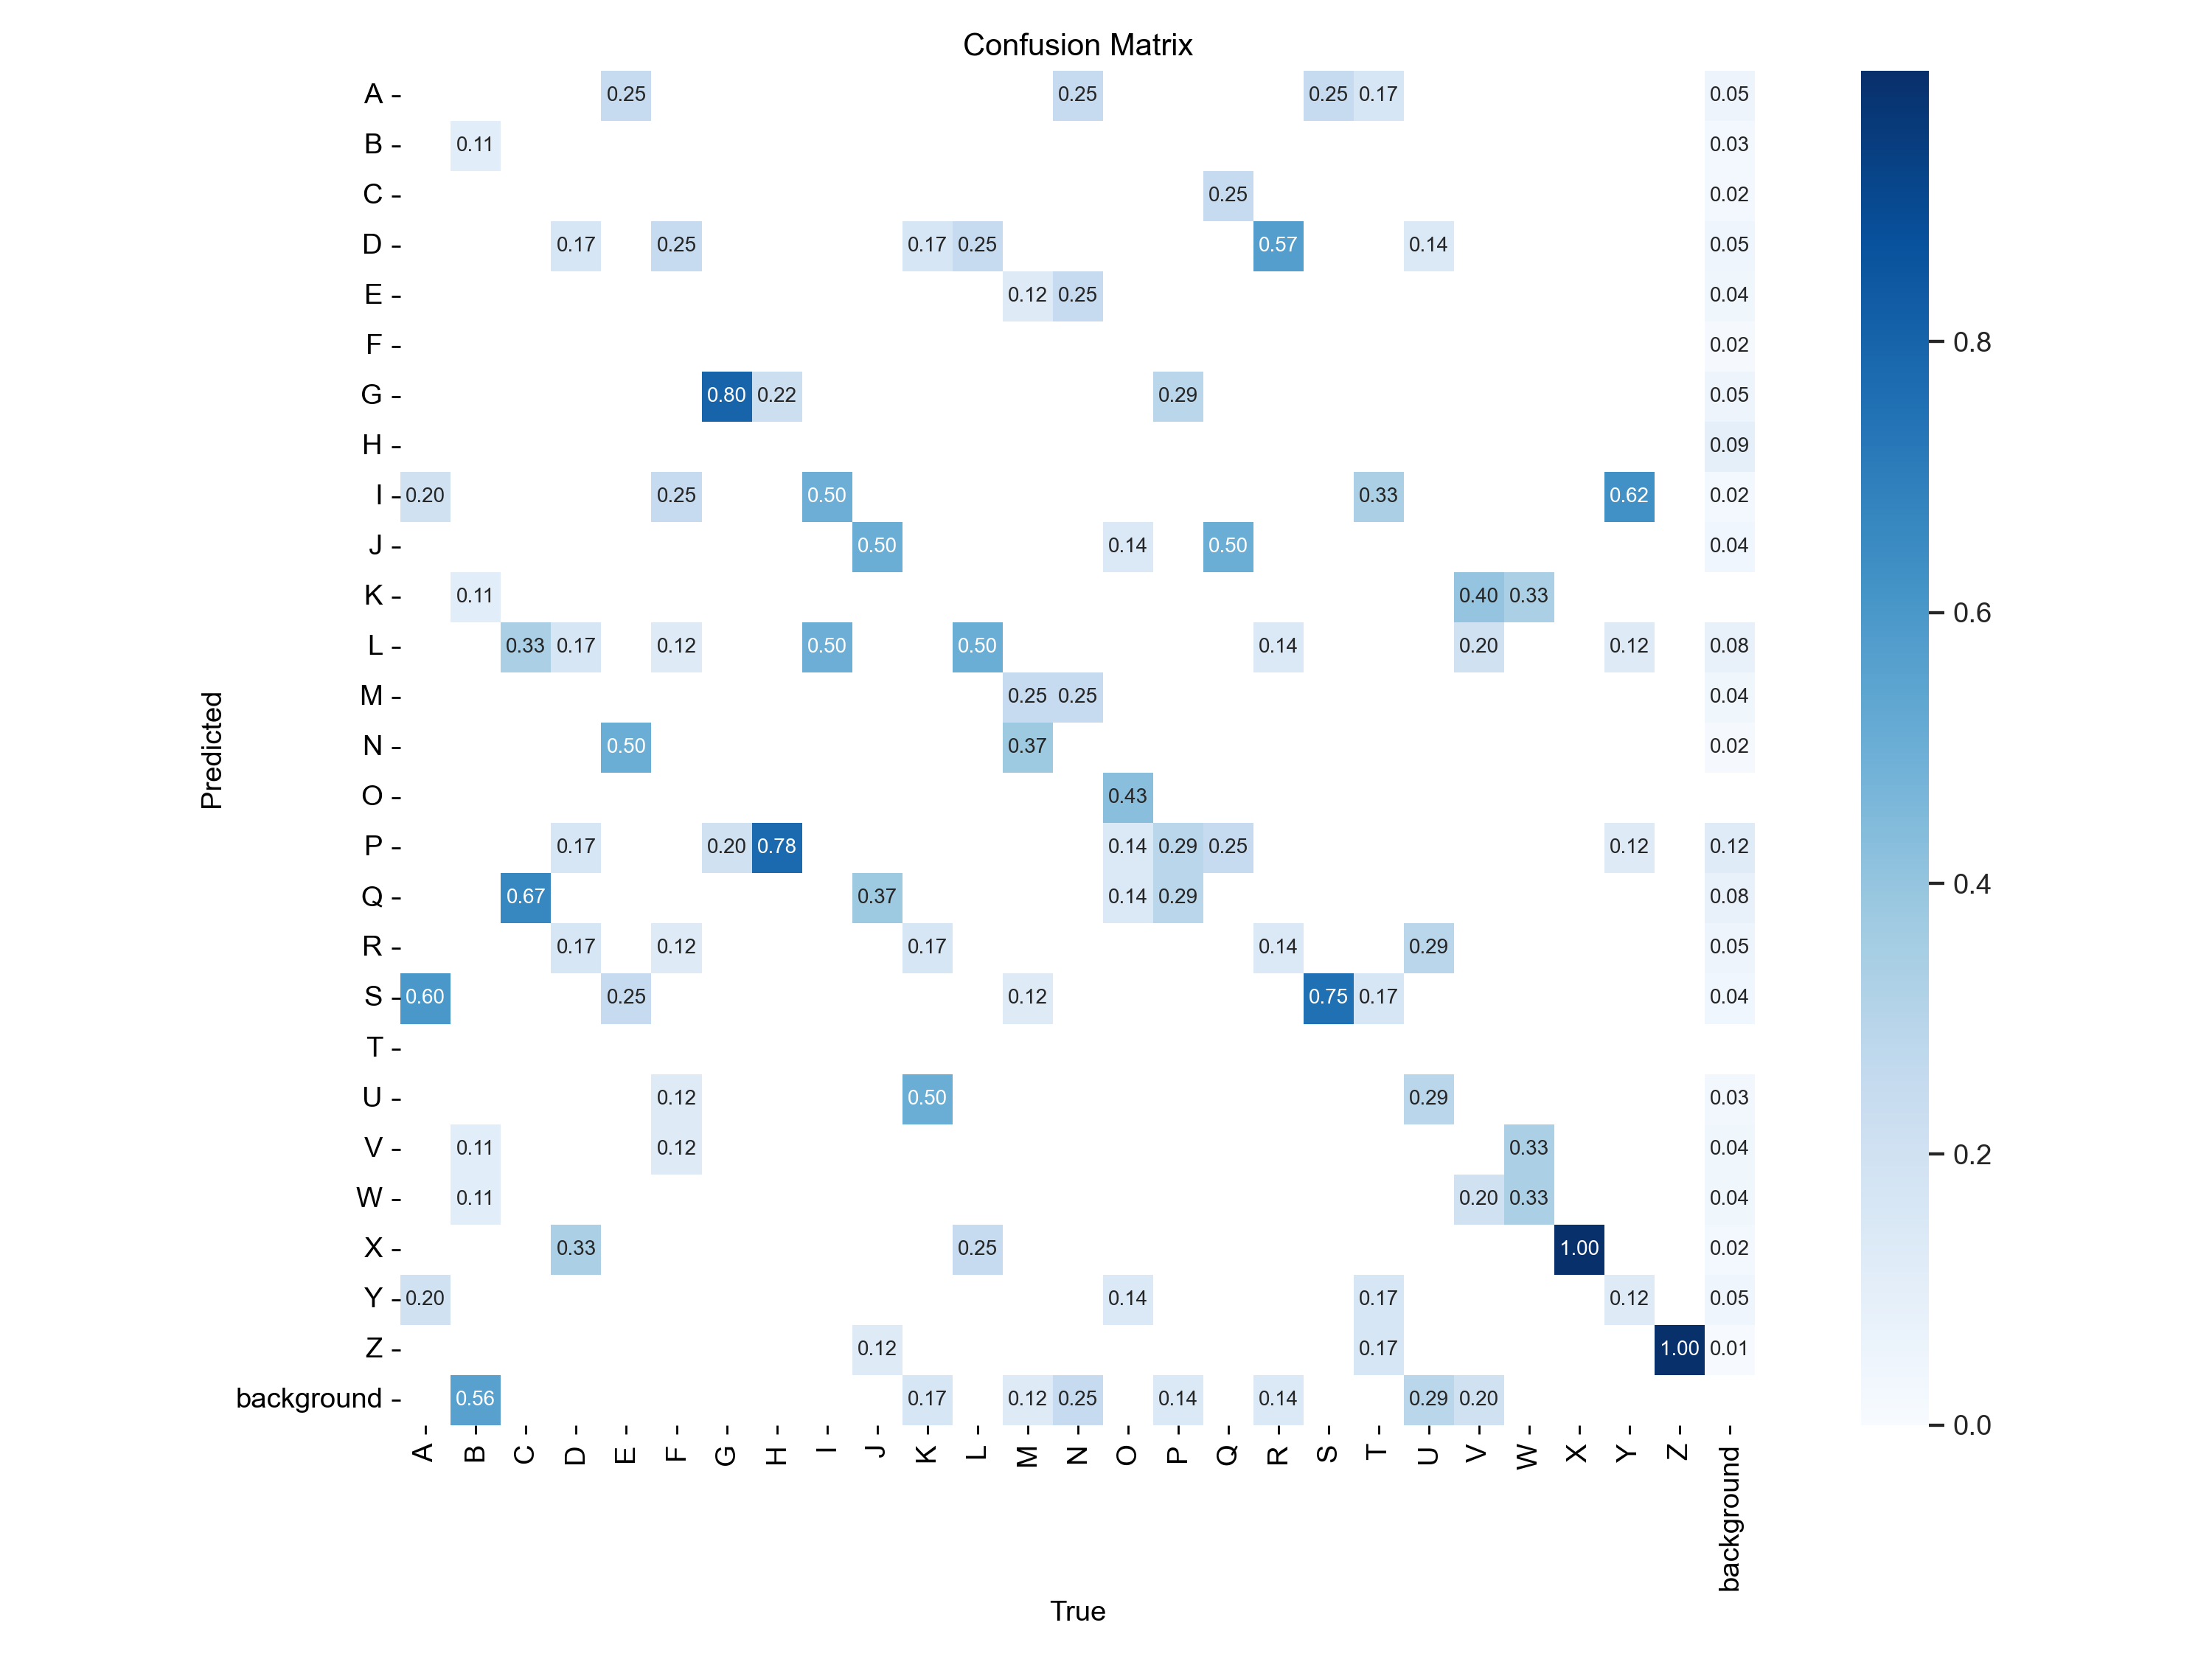 Confusion Matrix
A 0.25 0.25 0.25 0.17 0.05
B 0.11 0.03
C 0.25 0.02
D 0.17 0.25 0.17 0.25 0.57 0.14 0.05
E 0.12 0.25 0.04
F 0.02
G 0.80 0.22 0.29 0.05
H 0.09
I 0.20 0.25 0.50 0.33 0.62 0.02
J 0.50 0.14 0.50 0.04
K 0.11 0.40 0.33
L 0.33 0.17 0.12 0.50 0.50 0.14 0.20 0.12 0.08
M 0.25 0.25 0.04
N 0.50 0.37 0.02
O 0.43
P 0.17 0.20 0.78 0.14 0.29 0.25 0.12 0.12
Q 0.67 0.37 0.14 0.29 0.08
R 0.17 0.12 0.17 0.14 0.29 0.05
S 0.60 0.25 0.12 0.75 0.17 0.04
T
U 0.12 0.50 0.29 0.03
V 0.11 0.12 0.33 0.04
W 0.11 0.20 0.33 0.04
X 0.33 0.25 1.00 0.02
Y 0.20 0.14 0.17 0.12 0.05
Z 0.12 0.17 1.00 0.01
background 0.56 0.17 0.12 0.25 0.14 0.14 0.29 0.20
A B C D E F G H I J K L M N O P Q R S T U V W X Y Z background
True
Predicted
0.8
0.6
0.4
0.2
0.0